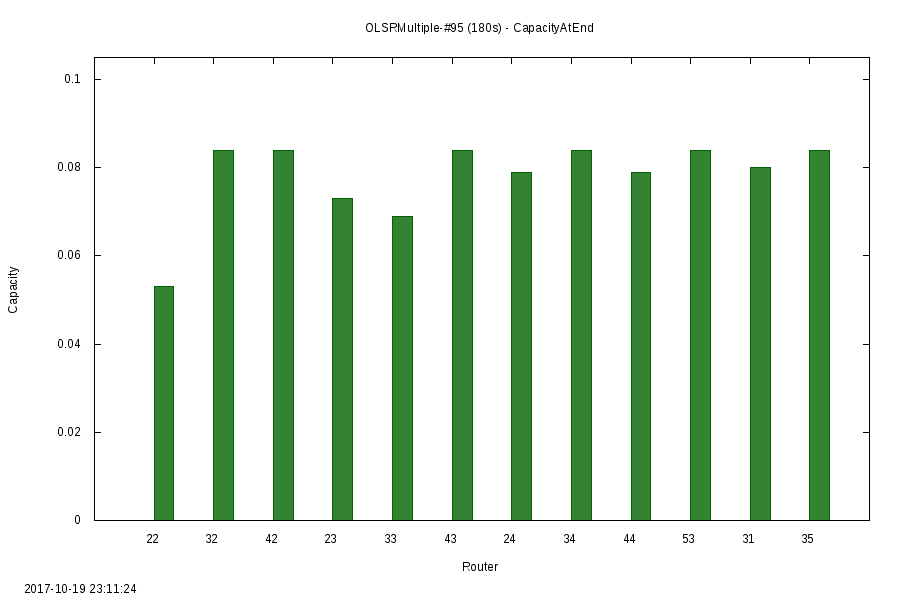 OLSRMultiple-#95 (180s) - CapacityAtEnd
0.1
0.08
0.06
0.04
0.02
0
Capacity
22 32 42 23 33 43 24 34 44 53 31 35
Router
2017-10-19 23:11:24